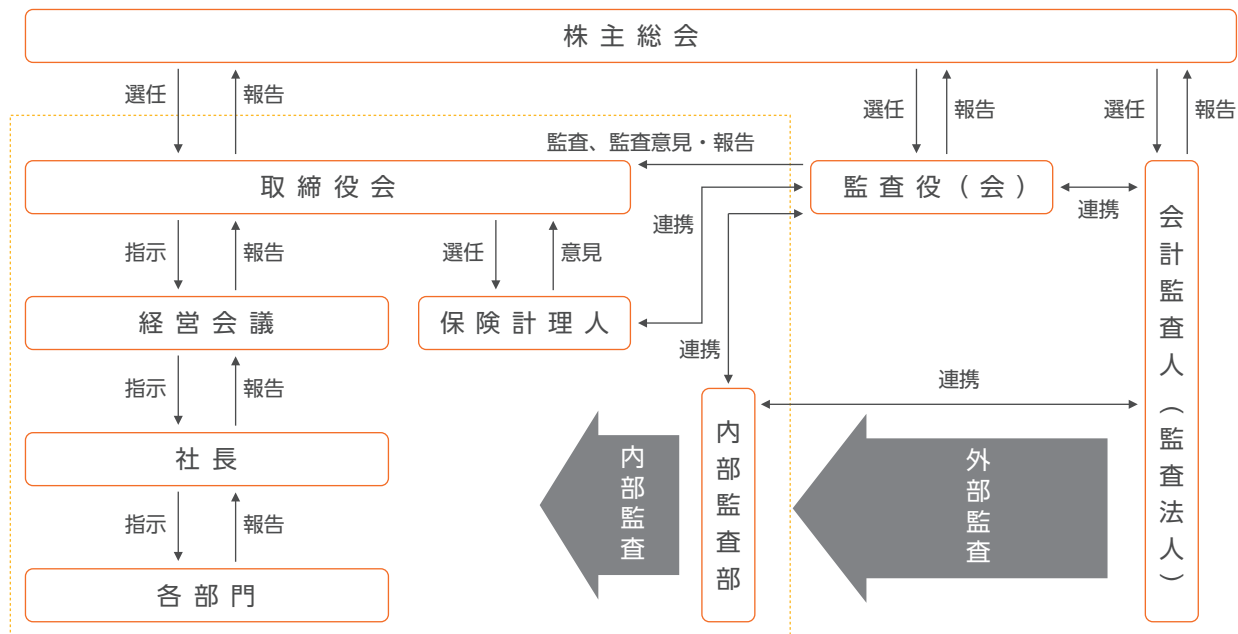 株主総会
選任
報告
選任
報告
選任
報告
監査、監査意見・報告
取締役会
監査役（会）
連携
連携
会計監査人（監査法人）
指示
報告
選任
意見
経営会議
保険計理人
連携
指示
報告
連携
内部監査部
社長
内部監査
外部監査
指示
報告
各部門